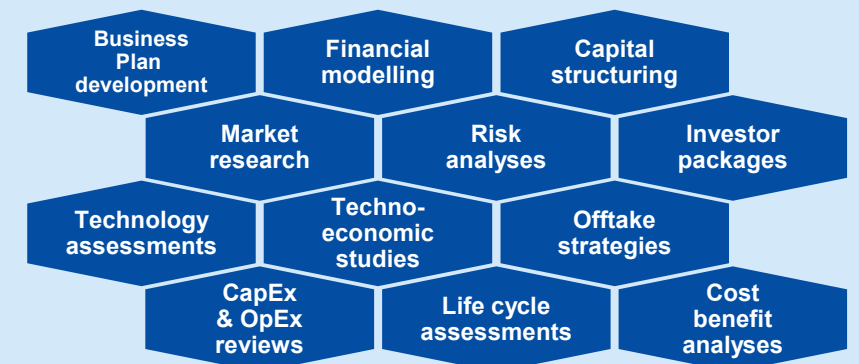 Business
Plan
development
Financial
modelling
Capital
structuring
Market
research
Risk
analyses
Investor
packages
Technology
assessments
Techno-
economic
studies
Offtake
strategies
CapEx
& OpEx
reviews
Life cycle
assessments
Cost
benefit
analyses